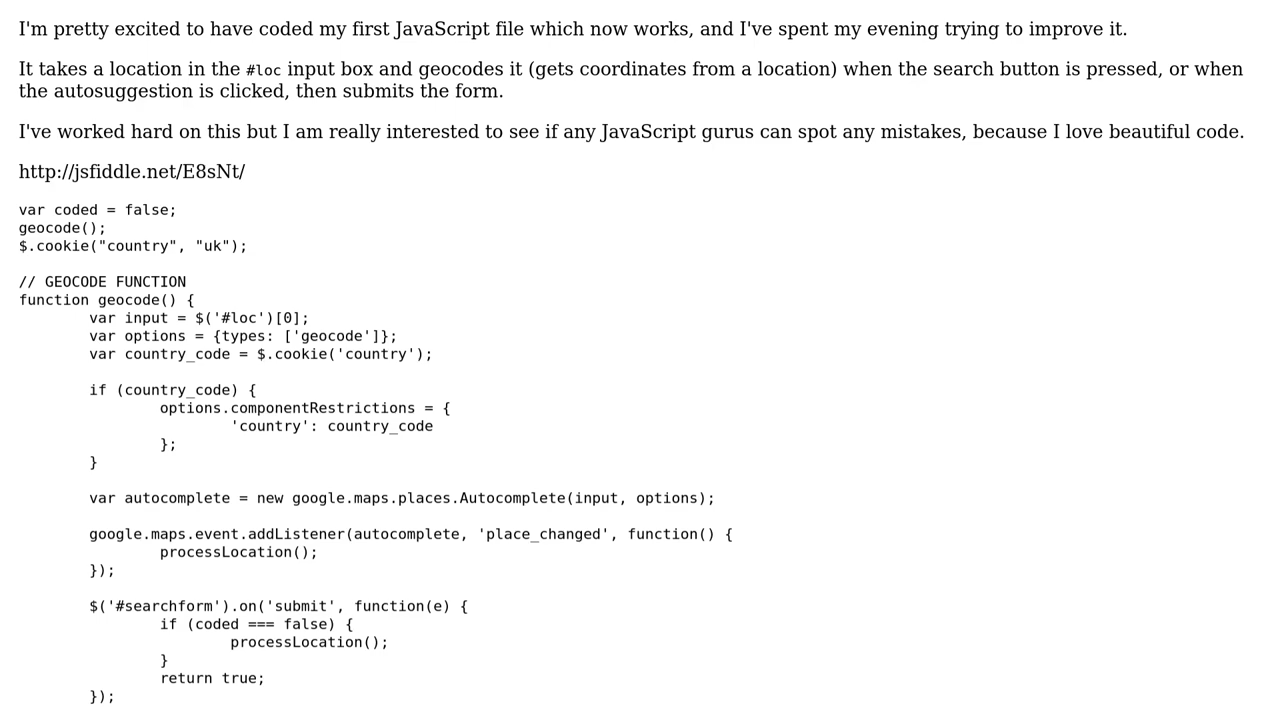 I'm pretty excited to have coded my first JavaScript file which now works, and I've spent my evening trying to improve it.
It takes a location in the #loc input box and geocodes it (gets coordinates from a location) when the search button is pressed, or when
the autosuggestion is clicked, then submits the form.
I've worked hard on this but I am really interested to see if any JavaScript gurus can spot any mistakes, because I love beautiful code.
http://jsfiddle.net/E8sNt/
var coded = false;
geocode();
$.cookie("country", "uk");
// GEOCODE FUNCTION
function geocode() {
        var input = $('#loc')[0];
        var options = {types: ['geocode']};
        var country_code = $.cookie('country');
        if (country_code) {
                options.componentRestrictions = {
                        'country': country_code
                };
        }
        var autocomplete = new google.maps.places.Autocomplete(input, options);
        google.maps.event.addListener(autocomplete, 'place_changed', function() {
                processLocation();
        });
        $('#searchform').on('submit', function(e) {
                if (coded === false) {
                        processLocation();
                }
                return true;
        });